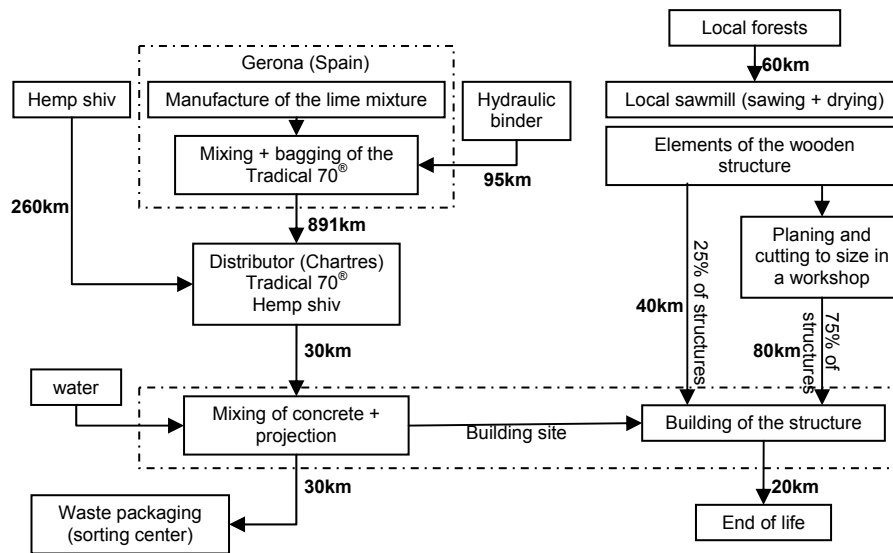 Local forests
60km
Gerona (Spain)
Hemp shiv
Manufacture of the lime mixture
Hydraulic
binder
Local sawmill (sawing + drying)
Mixing + bagging of the
Tradical 70®
95km
Elements of the wooden
structure
260km
891km
Distributor (Chartres)
Tradical 70®
Hemp shiv
25% of structures
40km
Planing and
cutting to size in
a workshop
75% of
structures
80km
30km
water
Mixing of concrete +
projection
Building site
Building of the structure
30km
20km
Waste packaging
(sorting center)
End of life